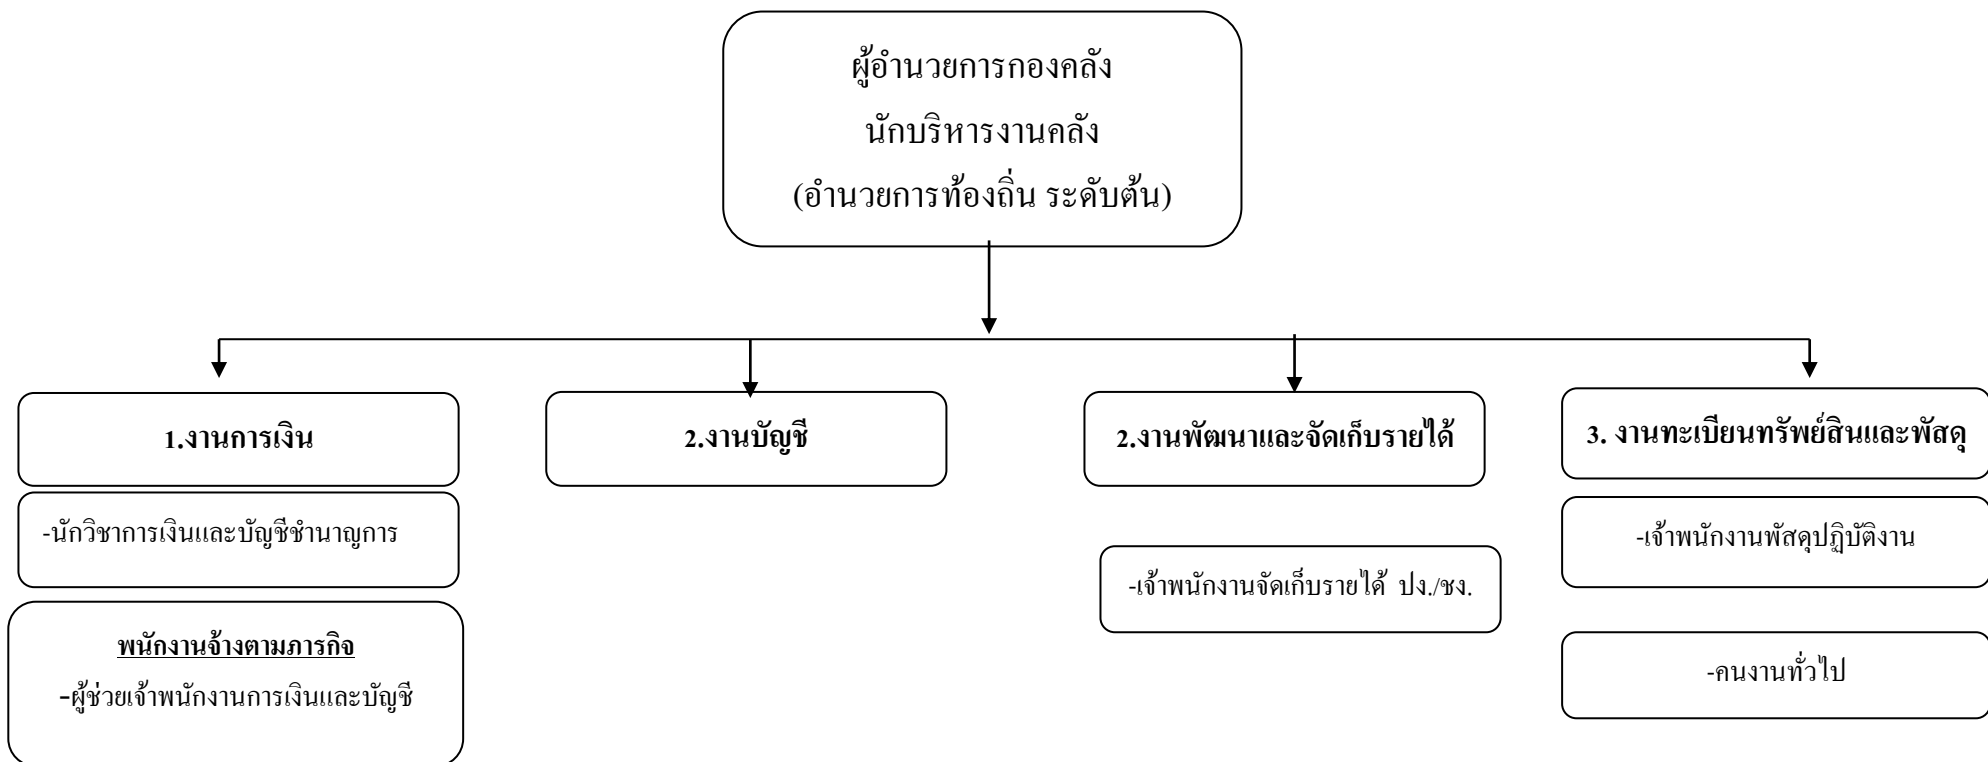 ผู้อำนวยการกองคลัง
นักบริหารงานคลัง
(อำนวยการท้องถิ่น ระดับต้น)
1.งานการเงิน
2.งานบัญชี
2.งานพัฒนาและจัดเก็บรายได้
3. งานทะเบียนทรัพย์สินและพัสดุ
-นักวิชาการเงินและบัญชีชำนาญการ
-เจ้าพนักงานจัดเก็บรายได้ ปง./ชง.
-เจ้าพนักงานพัสดุปฏิบัติงาน
พนักงานจ้างตามภารกิจ
-ผู้ช่วยเจ้าพนักงานการเงินและบัญชี
-คนงานทั่วไป